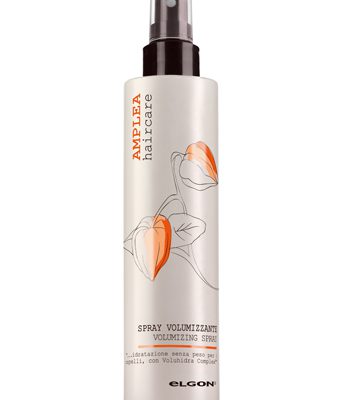 AMPLEA
haircare
SPRAY VOLUMIZZANTE
VOLUMIZING SPRAY
"...idratazione senza peso per i
capelli, con Voluhidra Complex"
ELGON